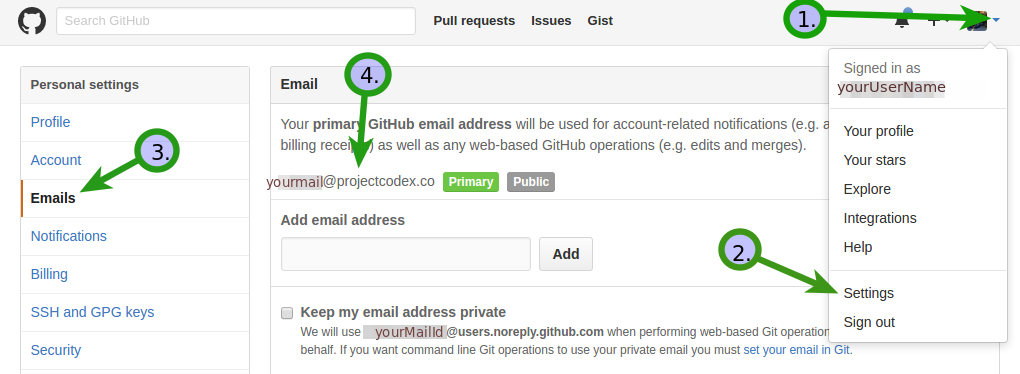 Search GitHub
Pull requests Issues Gist
1.
Signed in as
yourUserName
Your profile
Your stars
Explore
Integrations
Help
2.
Settings
Sign out
Personal settings
Profile
Account
3.
Emails
Notifications
Billing
SSH and GPG keys
Security
Email
4.
Your primary GitHub email address will be used for account-related notifications (e.g. a
billing receipts) as well as any web-based GitHub operations (e.g. edits and merges).
yourmail@projectcodex.co Primary Public
Add email address
Add
Keep my email address private
We will use yourMailId@users.noreply.github.com when performing web-based Git operation
behalf. If you want command line Git operations to use your private email you must set your email in Git.